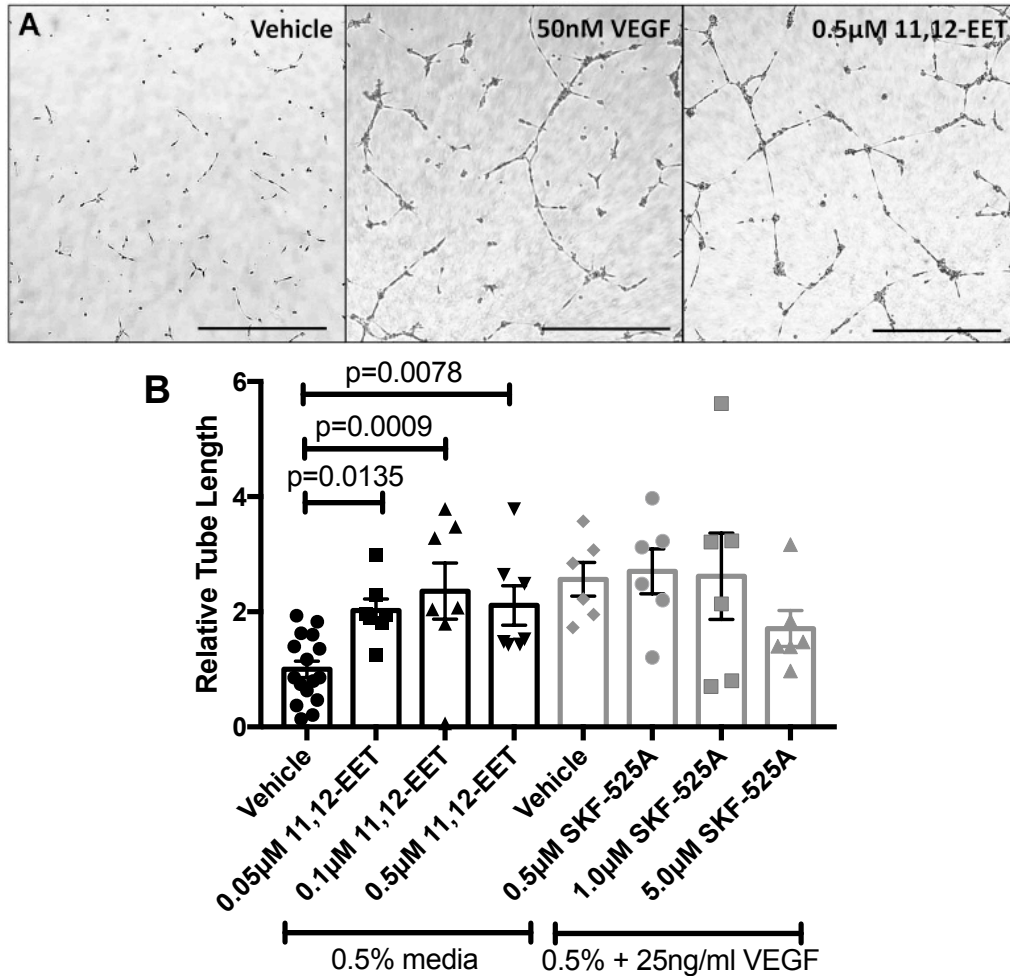 A
Vehicle
50nM VEGF
0.5µM 11,12-EET
B
Relative Tube Length
6
4
2
0
p=0.0078
p=0.0009
p=0.0135
Vehicle
0.05µM 11,12-EET
0.1µM 11,12-EET
0.5µM 11,12-EET
Vehicle
0.5µM SKF-525A
1.0µM SKF-525A
5.0µM SKF-525A
0.5% media
0.5% + 25ng/ml VEGF